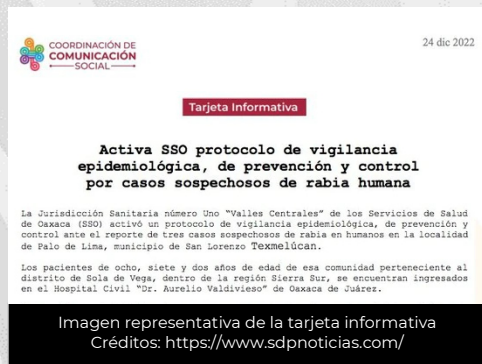 COORDINACIÓN DE
COMUNICACIÓN
SOCIAL
24 dic 2022
Tarjeta Informativa
Activa SSO protocolo de vigilancia
epidemiológica, de prevención y control
por casos sospechosos de rabia humana
La Jurisdicción Sanitaria número Uno "Valles Centrales" de los Servicios de Salud
de Oaxaca (SSO) activó un protocolo de vigilancia epidemiológica, de prevención y
control ante el reporte de tres casos sospechosos de rabia en humanos en la localidad
de Palo de Lima, municipio de San Lorenzo Texmelúcan.
Los pacientes de ocho, siete y dos años de edad de esa comunidad perteneciente al
distrito de Sola de Vega, dentro de la región Sierra Sur, se encuentran ingresados
en el Hospital Civil "Dr. Aurelio Valdivieso" de Oaxaca de Juárez.
Imagen representativa de la tarjeta informativa
Créditos: https://www.sdpnoticias.com/